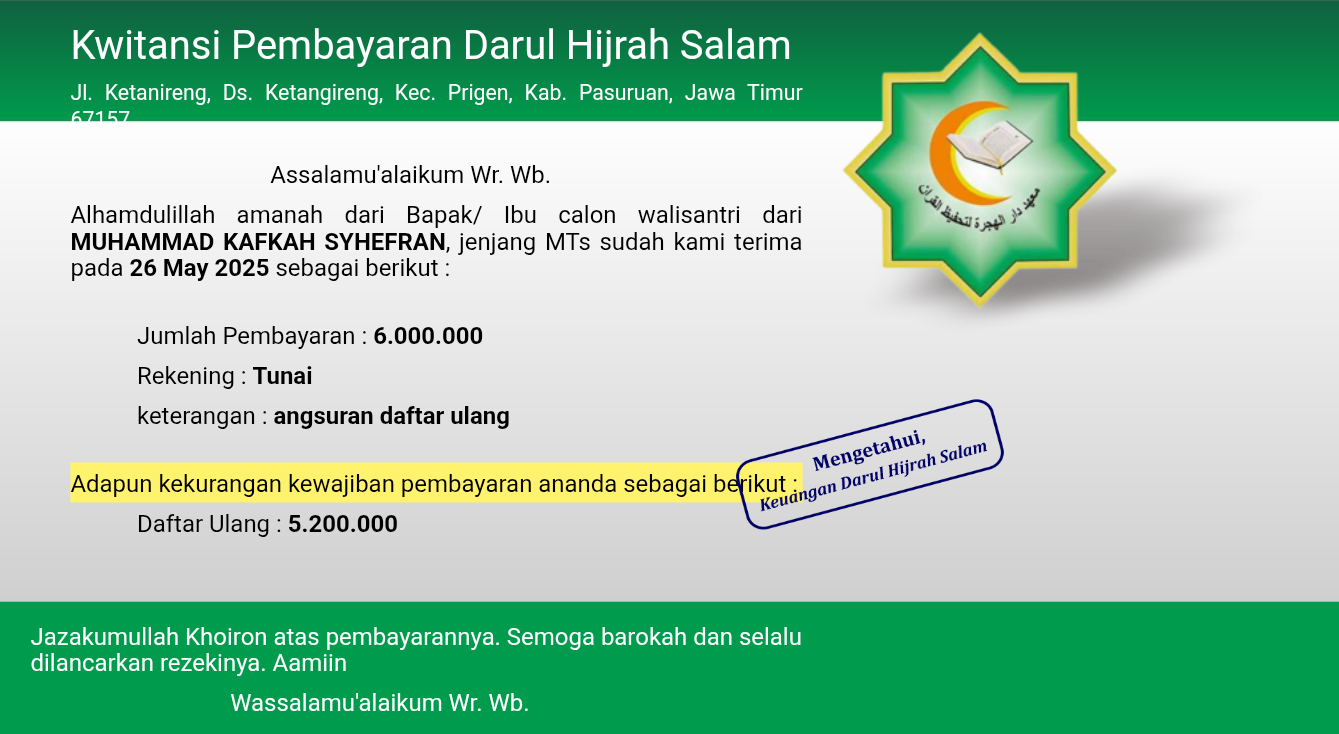 Kwitansi Pembayaran Darul Hijrah Salam
Jl. Ketanireng, Ds. Ketangireng, Kec. Prigen, Kab. Pasuruan, Jawa Timur
67157
معهد دار الهجرة لتحفيظ القرآن
Assalamu'alaikum Wr. Wb.
Alhamdulillah amanah dari Bapak/ Ibu calon walisantri dari
MUHAMMAD KAFKAH SYHEFRAN, jenjang MTs sudah kami terima
pada 26 May 2025 sebagai berikut :
Jumlah Pembayaran : 6.000.000
Rekening : Tunai
keterangan : angsuran daftar ulang
Adapun kekurangan kewajiban pembayaran ananda sebagai berikut :
Mengetahui,
Keuangan Darul Hijrah Salam
Daftar Ulang : 5.200.000
Jazakumullah Khoiron atas pembayarannya. Semoga barokah dan selalu
dilancarkan rezekinya. Aamiin
Wassalamu'alaikum Wr. Wb.